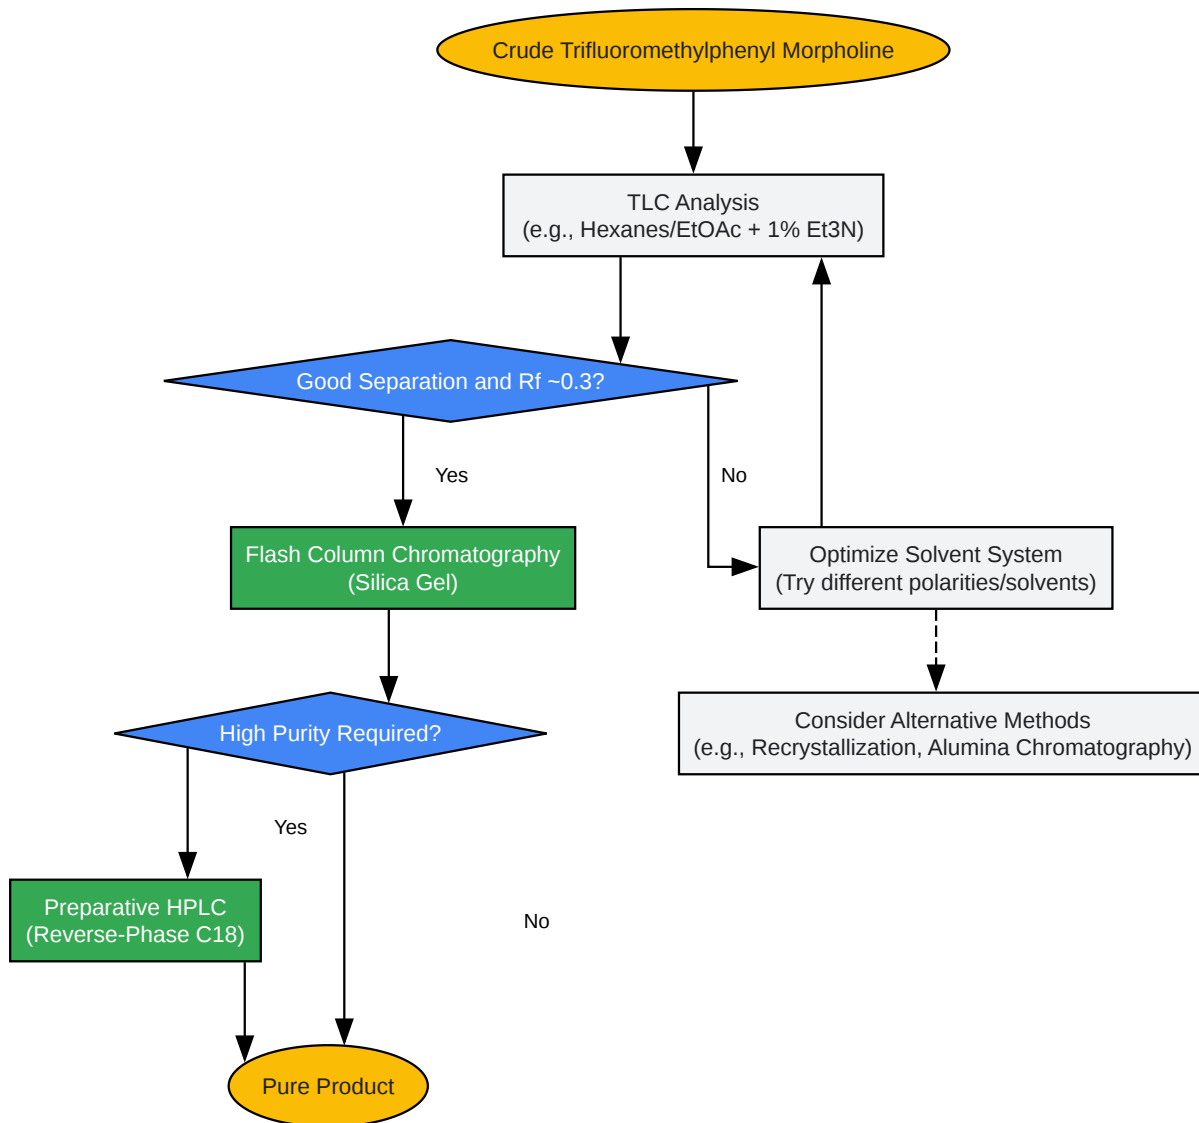 Crude Trifluoromethylphenyl Morpholine
TLC Analysis
(e.g., Hexanes/EtOAc + 1% Et3N)
Good Separation and Rf ~0.3?
Yes
No
Flash Column Chromatography
(Silica Gel)
Optimize Solvent System
(Try different polarities/solvents)
High Purity Required?
Consider Alternative Methods
(e.g., Recrystallization, Alumina Chromatography)
Yes
Preparative HPLC
(Reverse-Phase C18)
No
Pure Product